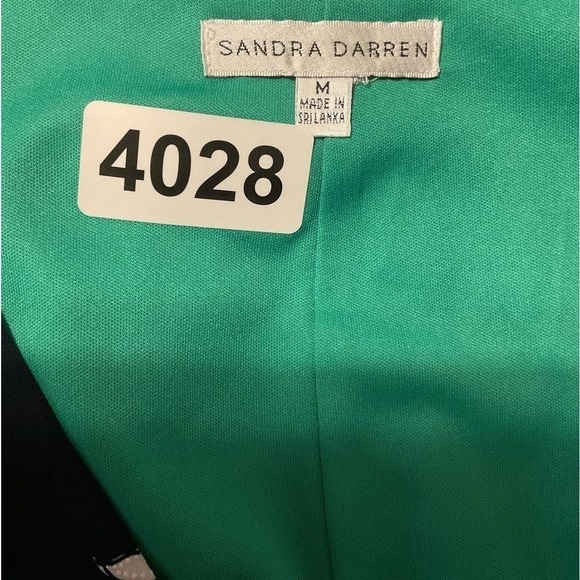 SANDRA DARREN
M
MADE IN
SRI LANKA
4028